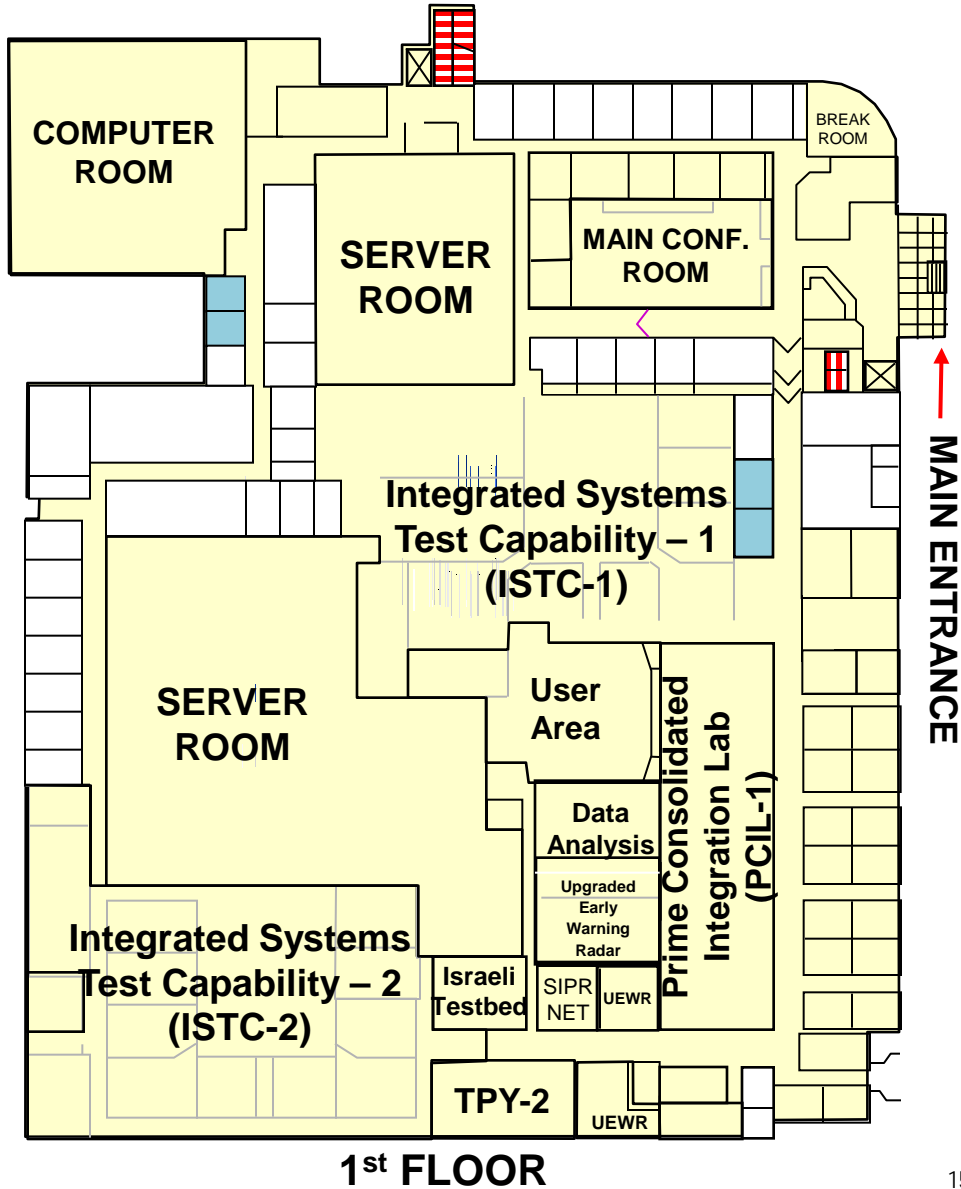 COMPUTER
ROOM
BREAK
ROOM
SERVER
ROOM
MAIN CONF.
ROOM
MAIN ENTRANCE
Integrated Systems
Test Capability – 1
(ISTC-1)
SERVER
ROOM
User
Area
Prime Consolidated
Integration Lab
(PCIL-1)
Data
Analysis
Upgraded
Early
Warning
Radar
Integrated Systems
Test Capability – 2
(ISTC-2)
Israeli
Testbed
SIPR
NET
UEWR
TPY-2
UEWR
1st FLOOR